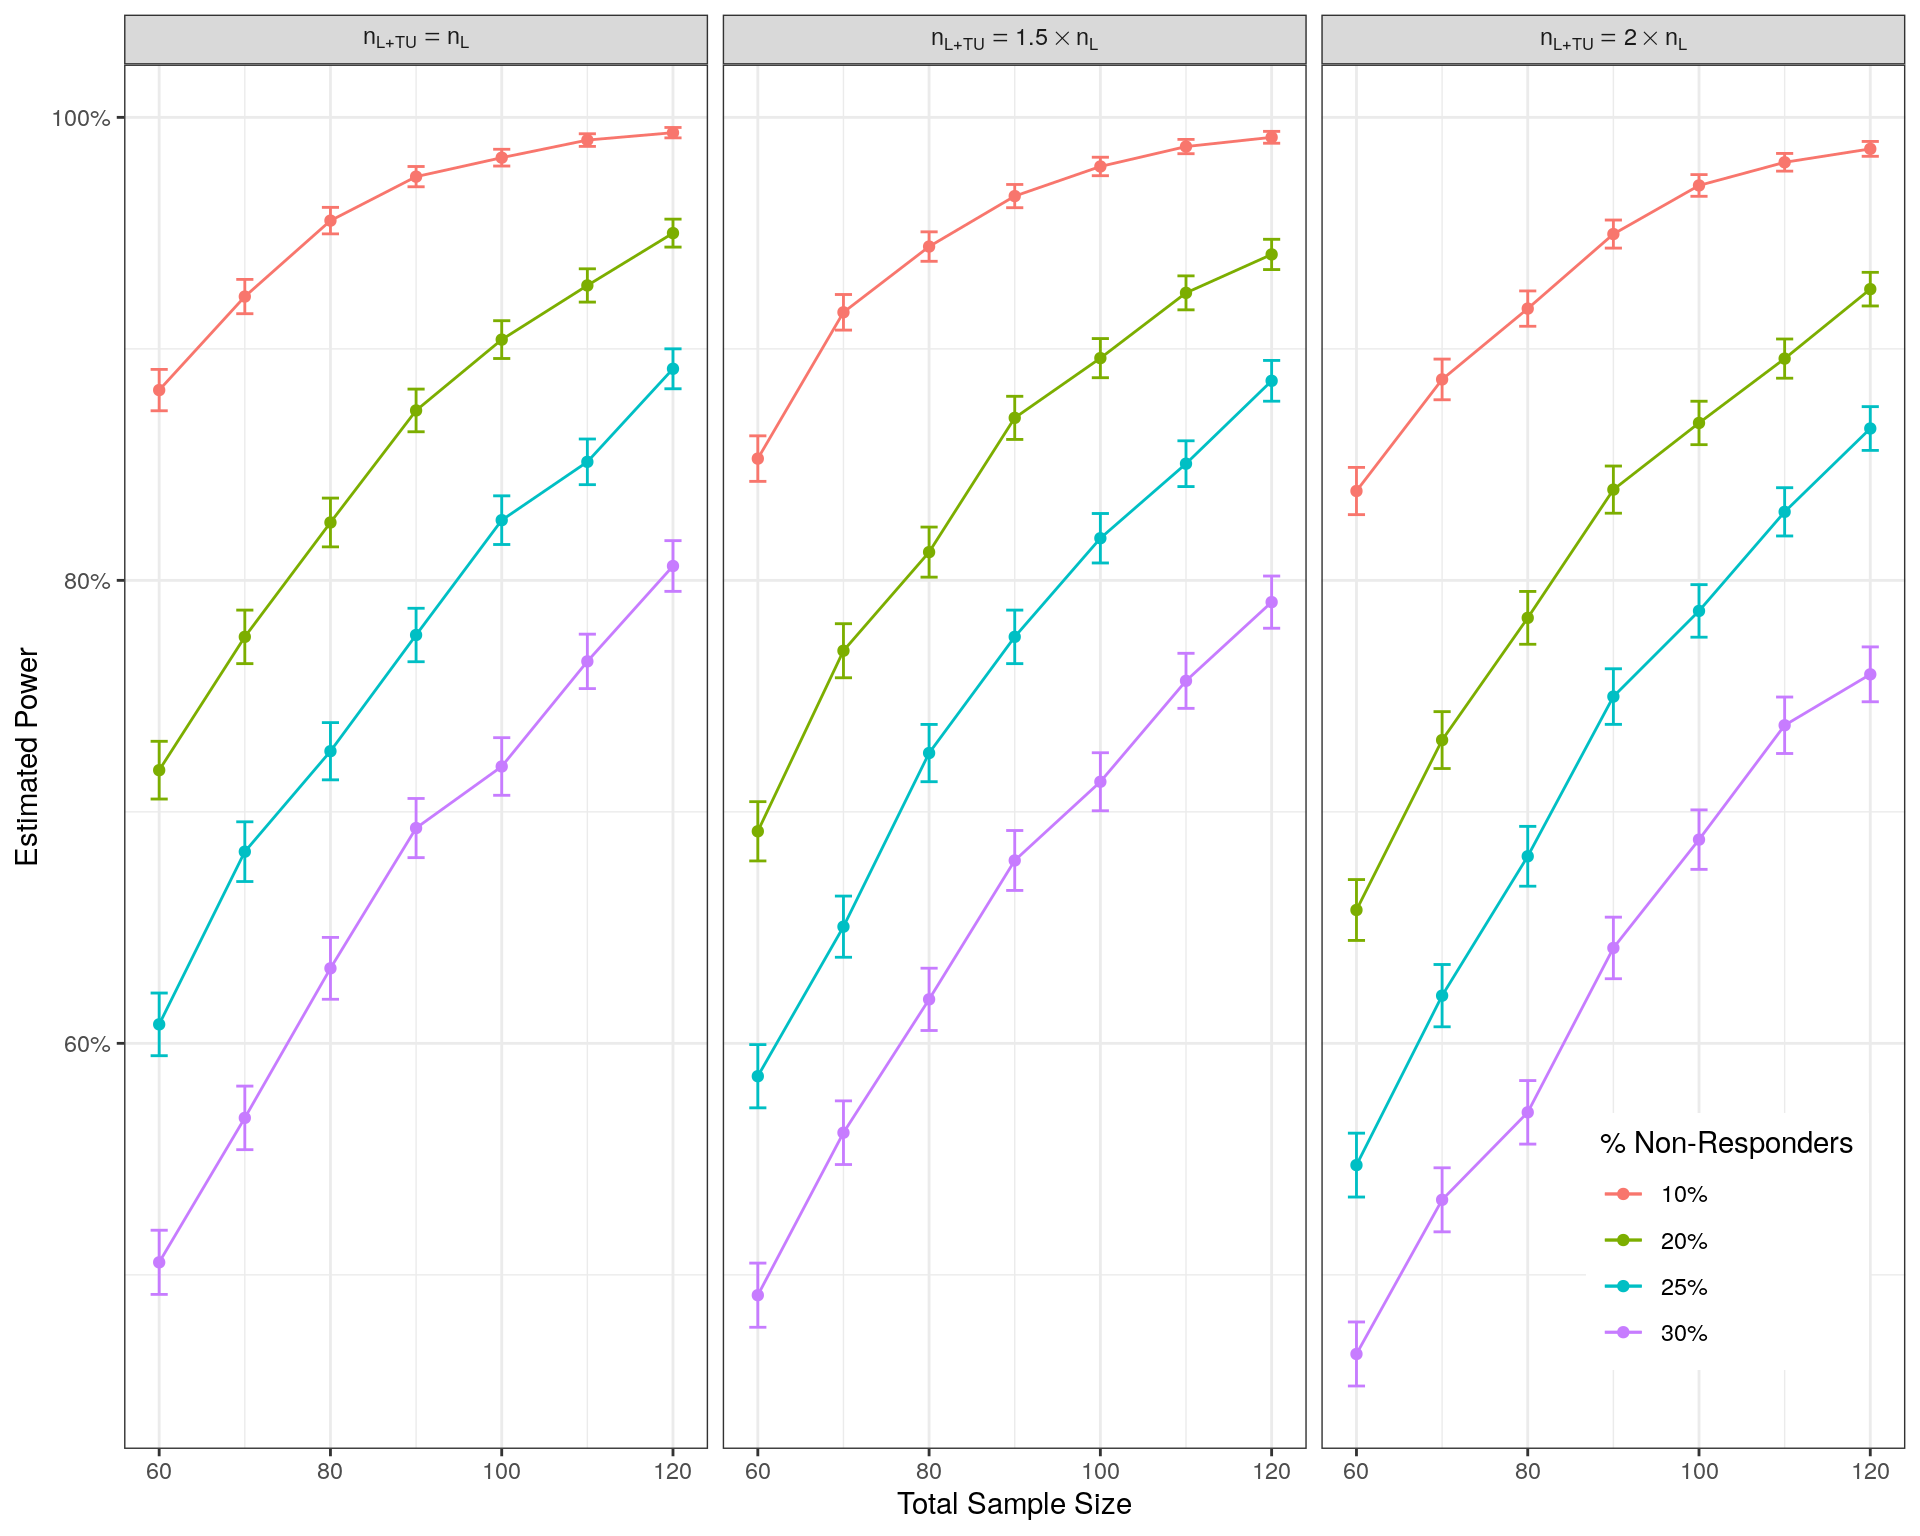 n_L+TU = n_L
n_L+TU = 1.5 × n_L
n_L+TU = 2 × n_L
Estimated Power
100%
80%
60%
% Non-Responders
10%
20%
25%
30%
60 80 100 120
60 80 100 120
60 80 100 120
Total Sample Size